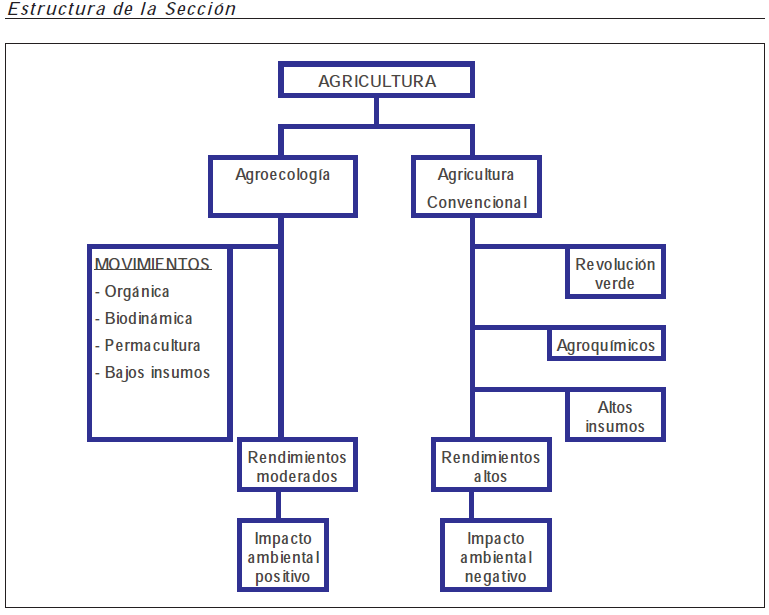 Estructura de la Sección
AGRICULTURA
Agroecología
Agricultura
Convencional
MOVIMIENTOS
- Orgánica
- Biodinámica
- Permacultura
- Bajos insumos
Revolución
verde
Agroquímicos
Altos
insumos
Rendimientos
moderados
Rendimientos
altos
Impacto
ambiental
positivo
Impacto
ambiental
negativo